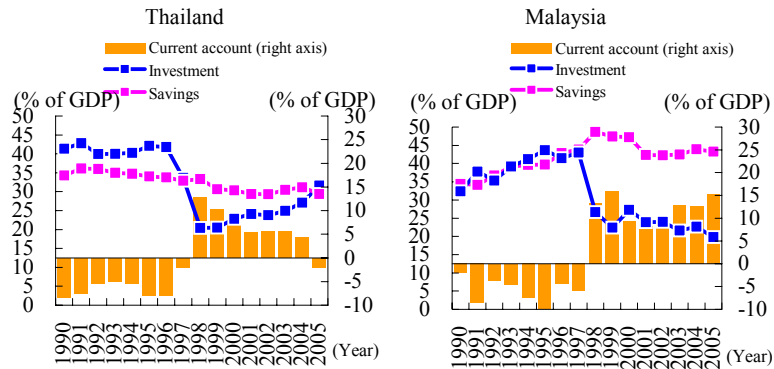 Thailand
Current account (right axis)
Investment
Savings
(% of GDP) (% of GDP)
50 30
45 25
40 20
35 15
30 10
25 5
20 0
15 -5
10 -10
5
0
1990 1991 1992 1993 1994 1995 1996 1997 1998 1999 2000 2001 2002 2003 2004 2005 (Year)
Malaysia
Current account (right axis)
Investment
Savings
(% of GDP) (% of GDP)
50 30
45 25
40 20
35 15
30 10
25 5
20 0
15 -5
10 -10
5
0
1990 1991 1992 1993 1994 1995 1996 1997 1998 1999 2000 2001 2002 2003 2004 2005 (Year)